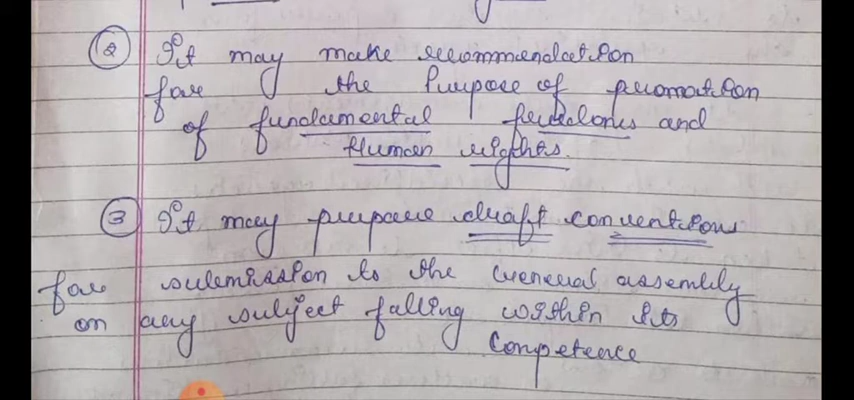 ② It may make recommendation
for the Purpose of promotion
of fundamental freedoms and
Human rights.
③ It may prepare draft conventions
for submission to the General assembly
on any subject falling within its
Competence